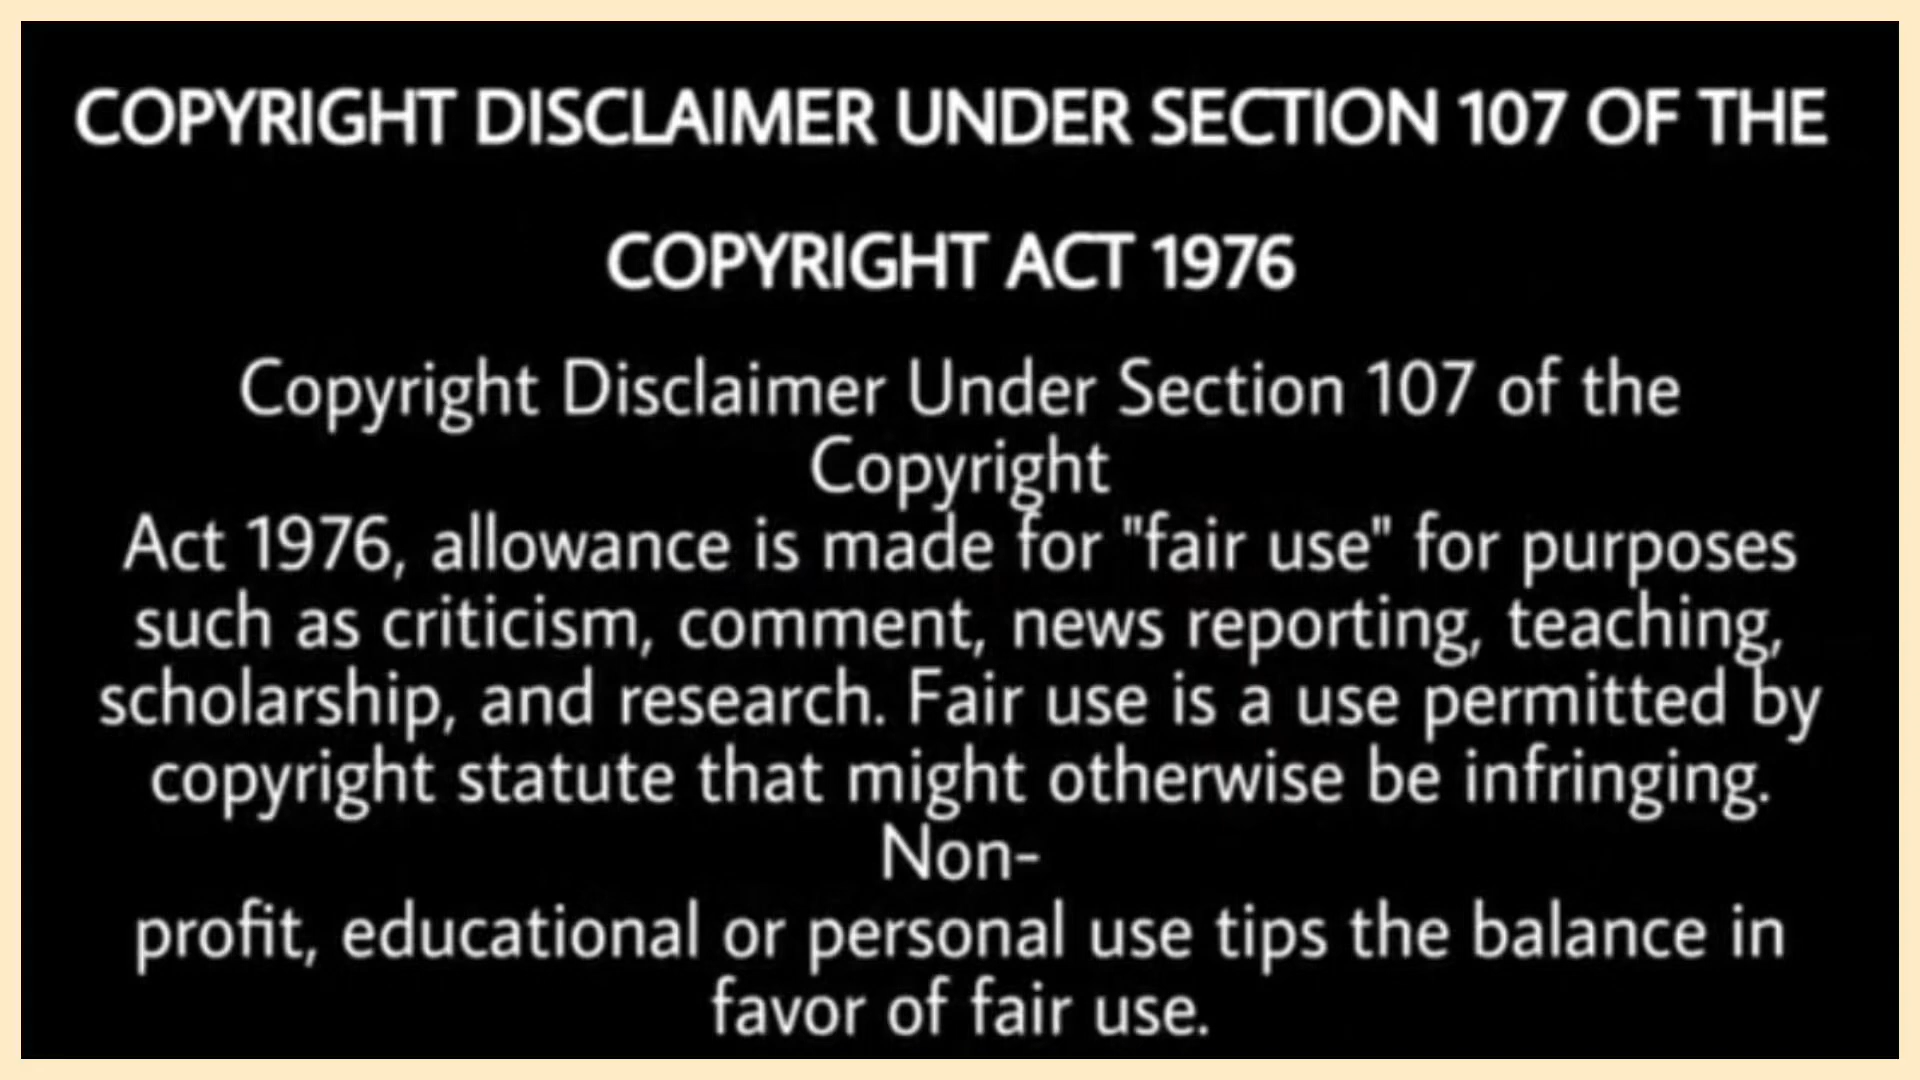 COPYRIGHT DISCLAIMER UNDER SECTION 107 OF THE
COPYRIGHT ACT 1976
Copyright Disclaimer Under Section 107 of the
Copyright
Act 1976, allowance is made for "fair use" for purposes
such as criticism, comment, news reporting, teaching,
scholarship, and research. Fair use is a use permitted by
copyright statute that might otherwise be infringing.
Non-
profit, educational or personal use tips the balance in
favor of fair use.